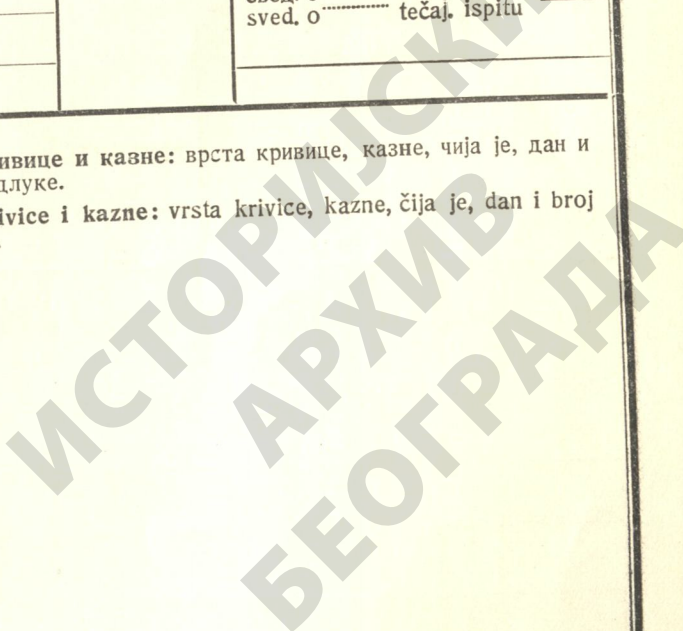 sved. o ............ tečaj. ispitu
ивице и казне: врста кривице, казне, чија је, дан и
длуке.
ivice i kazne: vrsta krivice, kazne, čija je, dan i broj
ИСТОРИЈСКИ
АРХИВ
БЕОГРАДА